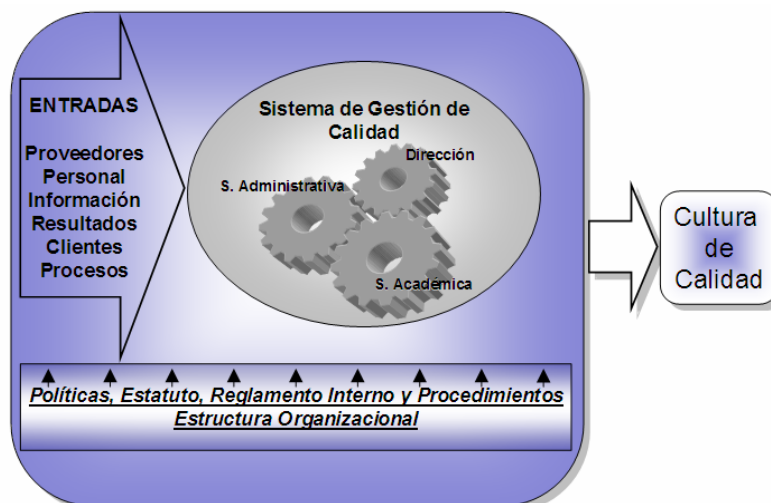 ENTRADAS
Proveedores
Personal
Información
Resultados
Clientes
Procesos
Sistema de Gestión de
Calidad
Dirección
S. Administrativa
S. Académica
Cultura
de
Calidad
Políticas, Estatuto, Reglamento Interno y Procedimientos
Estructura Organizacional